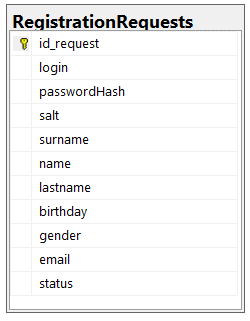 RegistrationRequests
id_request
login
passwordHash
salt
surname
name
lastname
birthday
gender
email
status